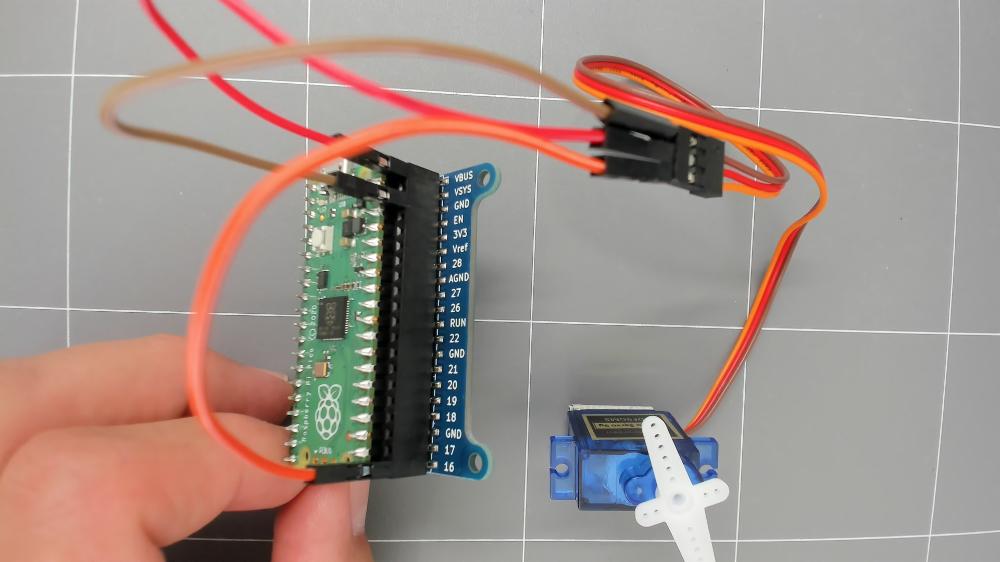 VBUS
VSYS
GND
EN
3V3
Vref
28
AGND
27
26
RUN
22
GND
21
20
19
18
GND
17
16
USB
Raspberry Pi Pico © 2020
DEBUG
DF9GMS
Servo 9g